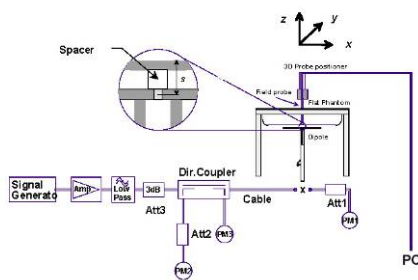 z
y
x
Spacer
s
3D Probe positioner
Field probe
Flat Phantom
Dipole
Signal
Generato
Amp
Low
Pass
3dB
Dir.Coupler
Cable
x
Att3
Att1
PM1
Att2
PM3
PM2
PC